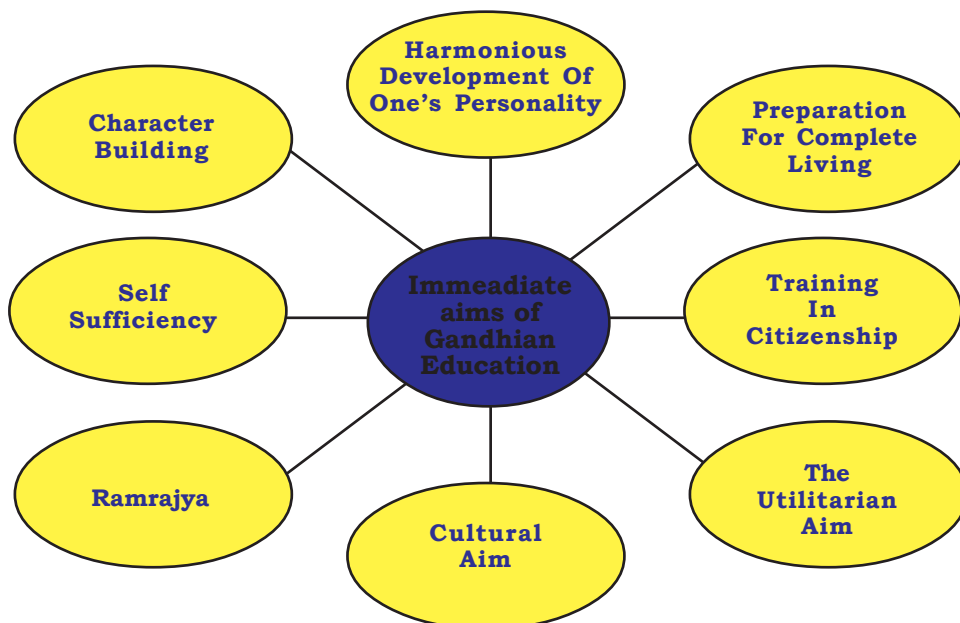 Harmonious
Development Of
One's Personality
Character
Building
Preparation
For Complete
Living
Self
Sufficiency
Immeadiate
aims of
Gandhian
Education
Training
In
Citizenship
Ramrajya
Cultural
Aim
The
Utilitarian
Aim